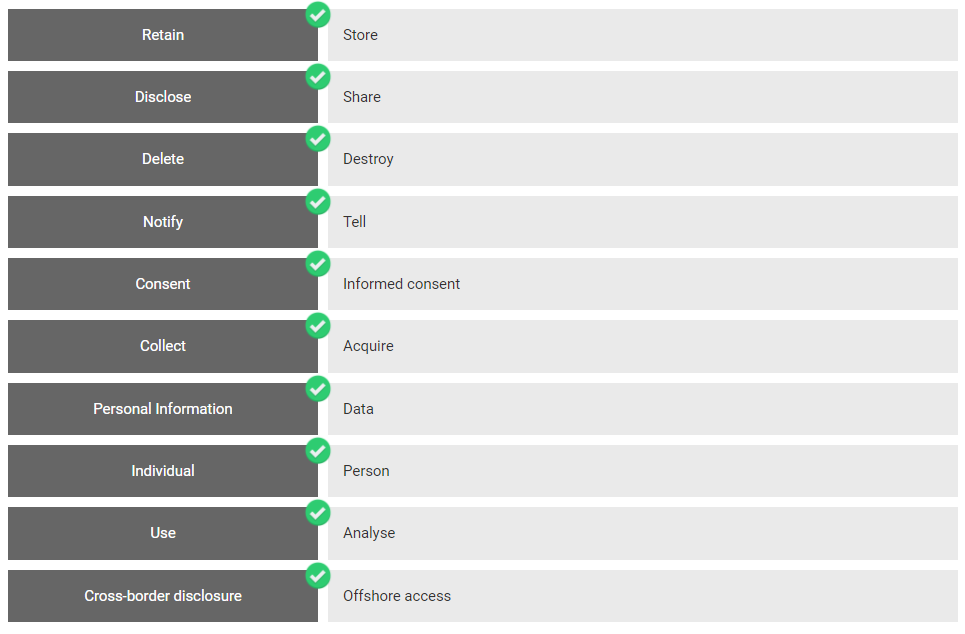 Retain
Store
Disclose
Share
Delete
Destroy
Notify
Tell
Consent
Informed consent
Collect
Acquire
Personal Information
Data
Individual
Person
Use
Analyse
Cross-border disclosure
Offshore access